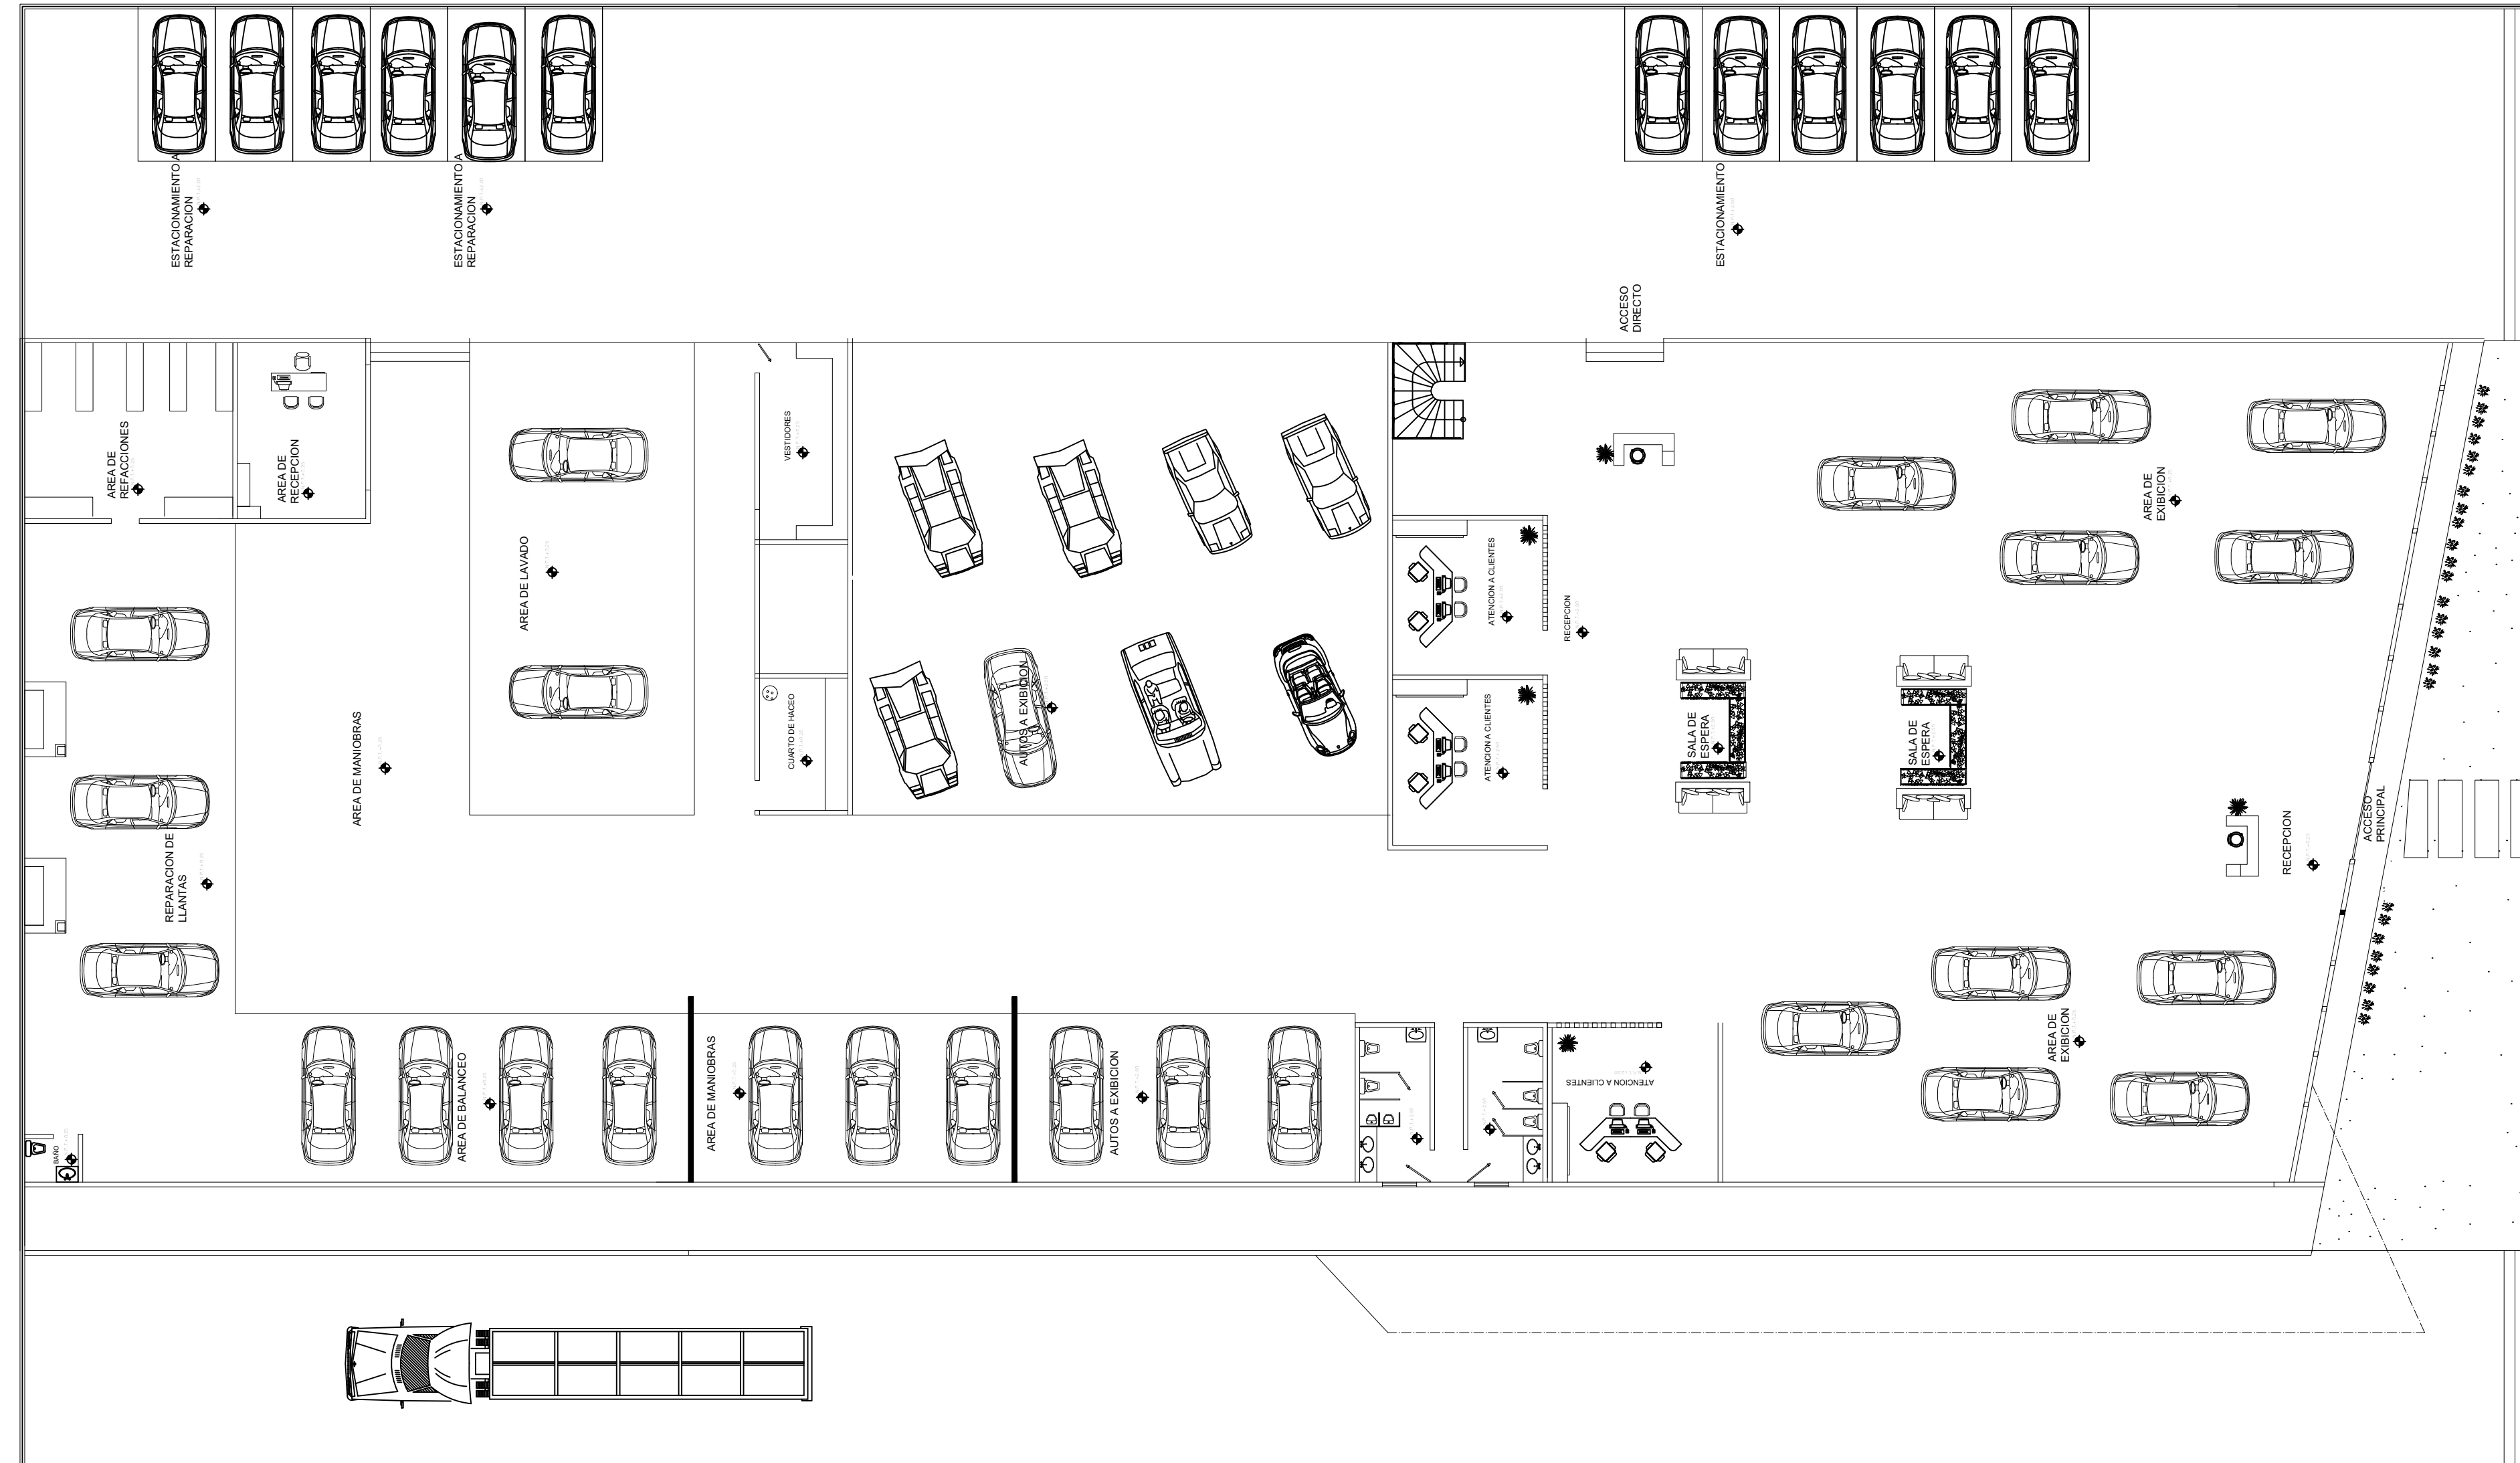 ESTACIONAMIENTO A
REPARACION
ESTACIONAMIENTO A
REPARACION
ESTACIONAMIENTO
ACCESO
DIRECTO
AREA DE
REFACCIONES
AREA DE
RECEPCION
AREA DE LAVADO
VESTIDORES
CUARTO DE HACEO
AREA DE MANIOBRAS
REPARACION DE
LLANTAS
AUTOS A EXIBICION
ATENCION A CLIENTES
ATENCION A CLIENTES
RECEPCION
SALA DE
ESPERA
SALA DE
ESPERA
AREA DE
EXIBICION
ACCESO
PRINCIPAL
RECEPCION
AREA DE
EXIBICION
BAÑO
AREA DE BALANCEO
AREA DE MANIOBRAS
AUTOS A EXIBICION
ATENCION A CLIENTES